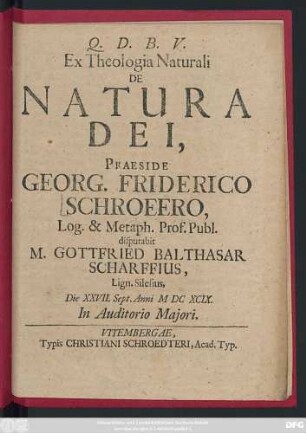 Q. D. B. V.
Ex Theologia Naturali
DE
NATURA
DEI,
PRAESIDE
GEORG. FRIDERICO
SCHROEERO,
Log. & Metaph. Prof. Publ.
disputabit
M. GOTTFRIED BALTHASAR
SCHARFFIUS,
Lign. Silesius,
Die XXVII. Sept. Anni M DC XCIX.
In Auditorio Majori.
VITEMBERGAE,
Typis CHRISTIANI SCHROEDTERI, Acad. Typ.